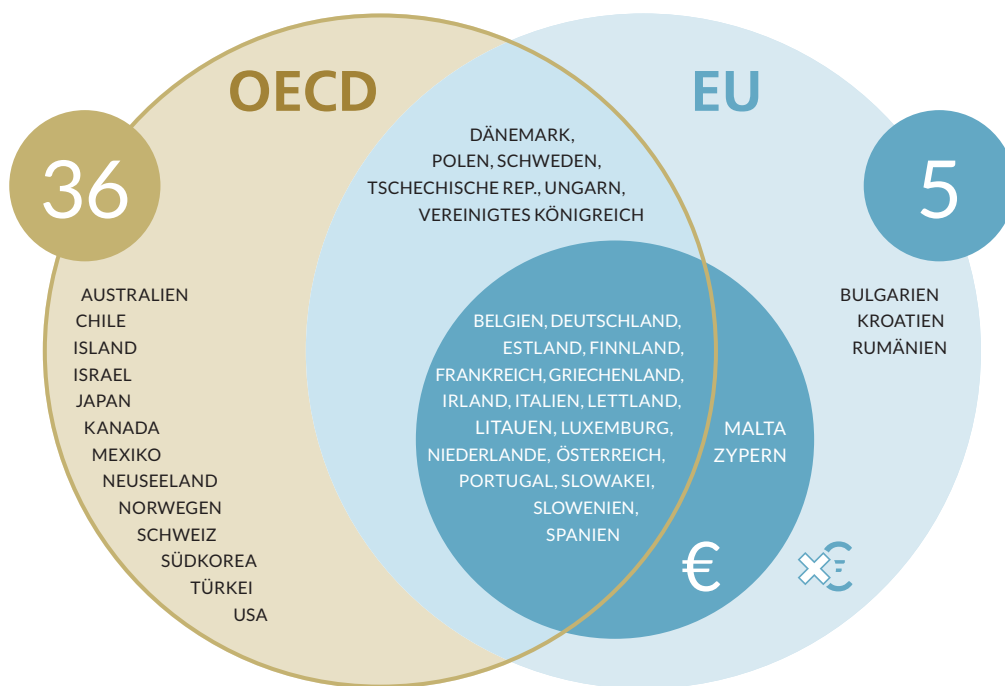 OECD
EU
36
5
DÄNEMARK,
POLEN, SCHWEDEN,
TSCHECHISCHE REP., UNGARN,
VEREINIGTES KÖNIGREICH
AUSTRALIEN
CHILE
ISLAND
ISRAEL
JAPAN
KANADA
MEXIKO
NEUSEELAND
NORWEGEN
SCHWEIZ
SÜDKOREA
TÜRKEI
USA
BELGIEN, DEUTSCHLAND,
ESTLAND, FINNLAND,
FRANKREICH, GRIECHENLAND,
IRLAND, ITALIEN, LETTLAND,
LITAUEN, LUXEMBURG,
NIEDERLANDE, ÖSTERREICH,
PORTUGAL, SLOWAKEI,
SLOWENIEN,
SPANIEN
MALTA
ZYPERN
BULGARIEN
KROATIEN
RUMÄNIEN
€
€